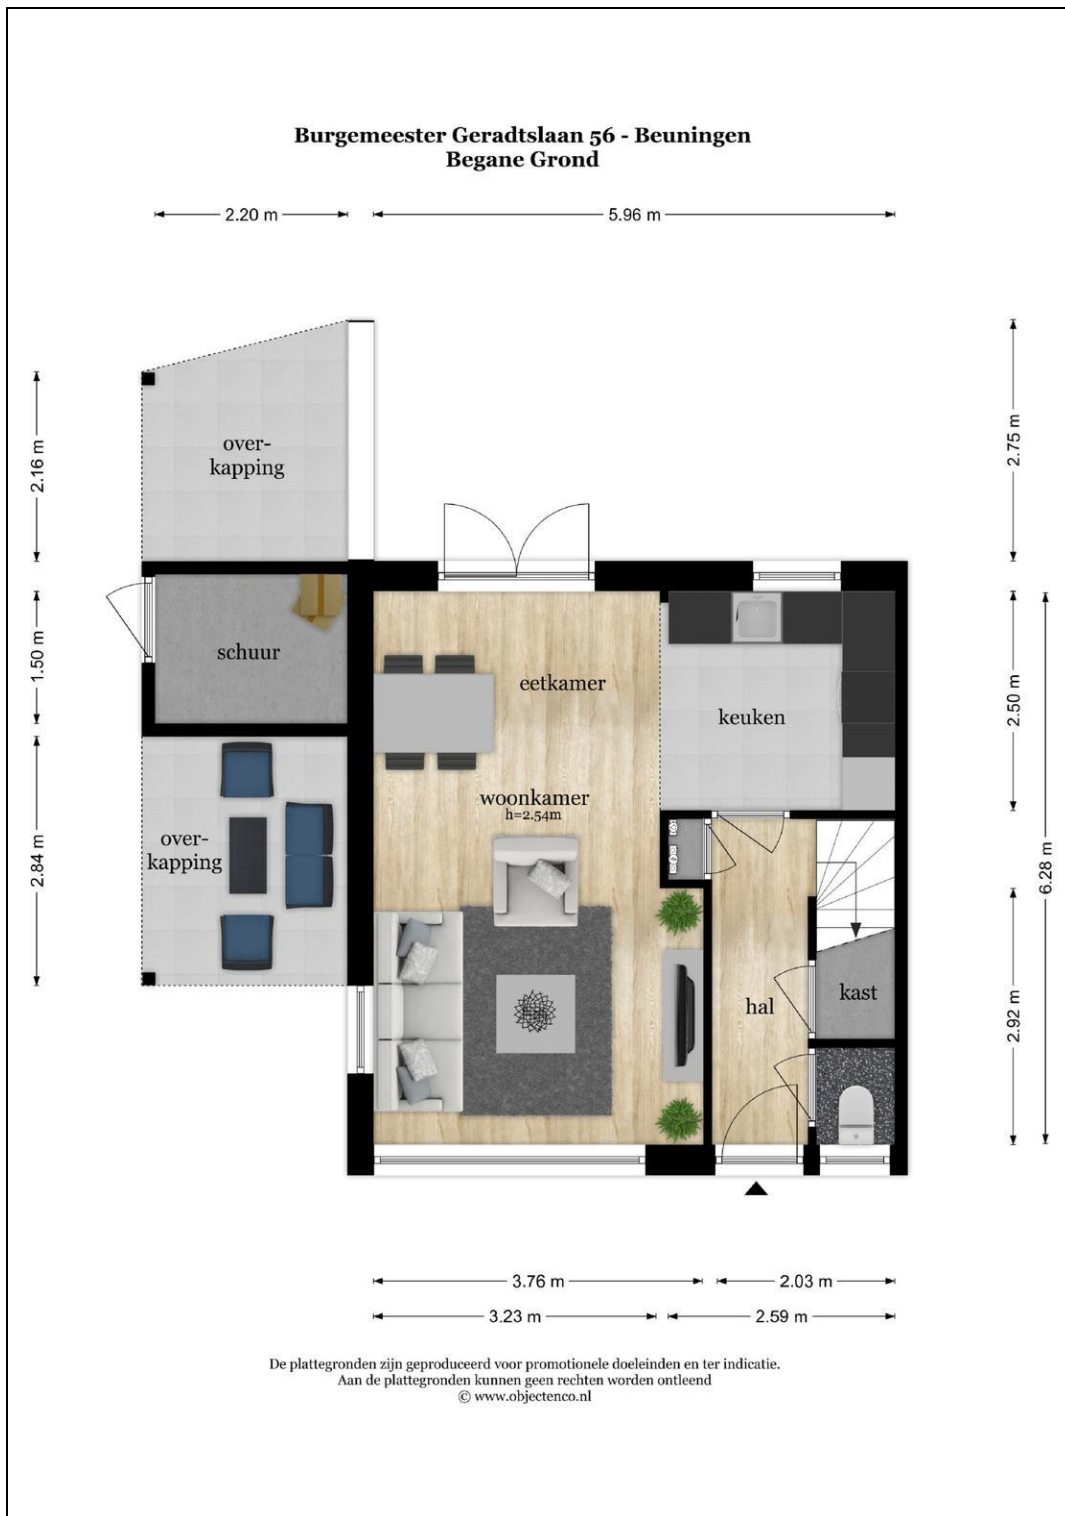 Burgemeester Geradtslaan 56 - Beuningen
Begane Grond
2.20 m
5.96 m
2.16 m
1.50 m
2.84 m
2.75 m
2.50 m
6.28 m
2.92 m
over-
kapping
schuur
eetkamer
keuken
woonkamer
h=2.54m
over-
kapping
hal
kast
3.76 m
2.03 m
3.23 m
2.59 m
De plattegronden zijn geproduceerd voor promotionele doeleinden en ter indicatie.
Aan de plattegronden kunnen geen rechten worden ontleend
© www.objectenco.nl